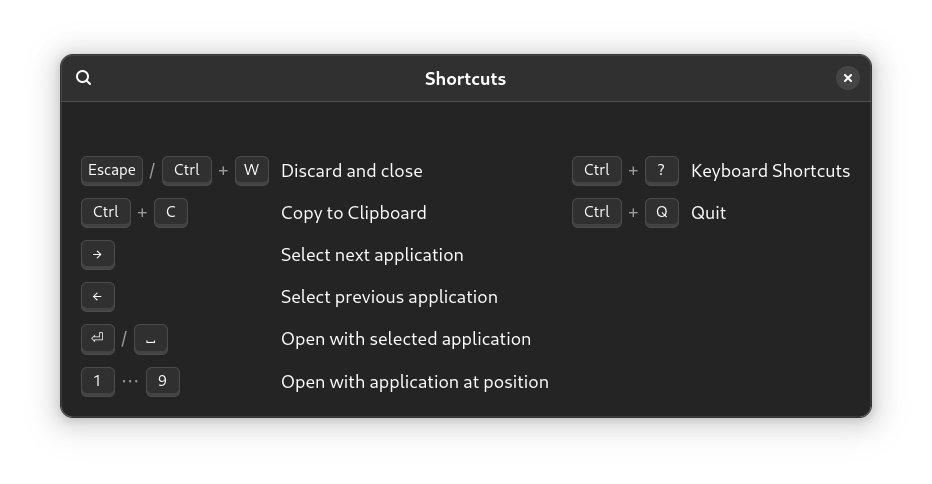 Shortcuts
Escape / Ctrl + W Discard and close
Ctrl + C Copy to Clipboard
→ Select next application
← Select previous application
⏎ / ⎵ Open with selected application
1 ⋯ 9 Open with application at position
Ctrl + ? Keyboard Shortcuts
Ctrl + Q Quit